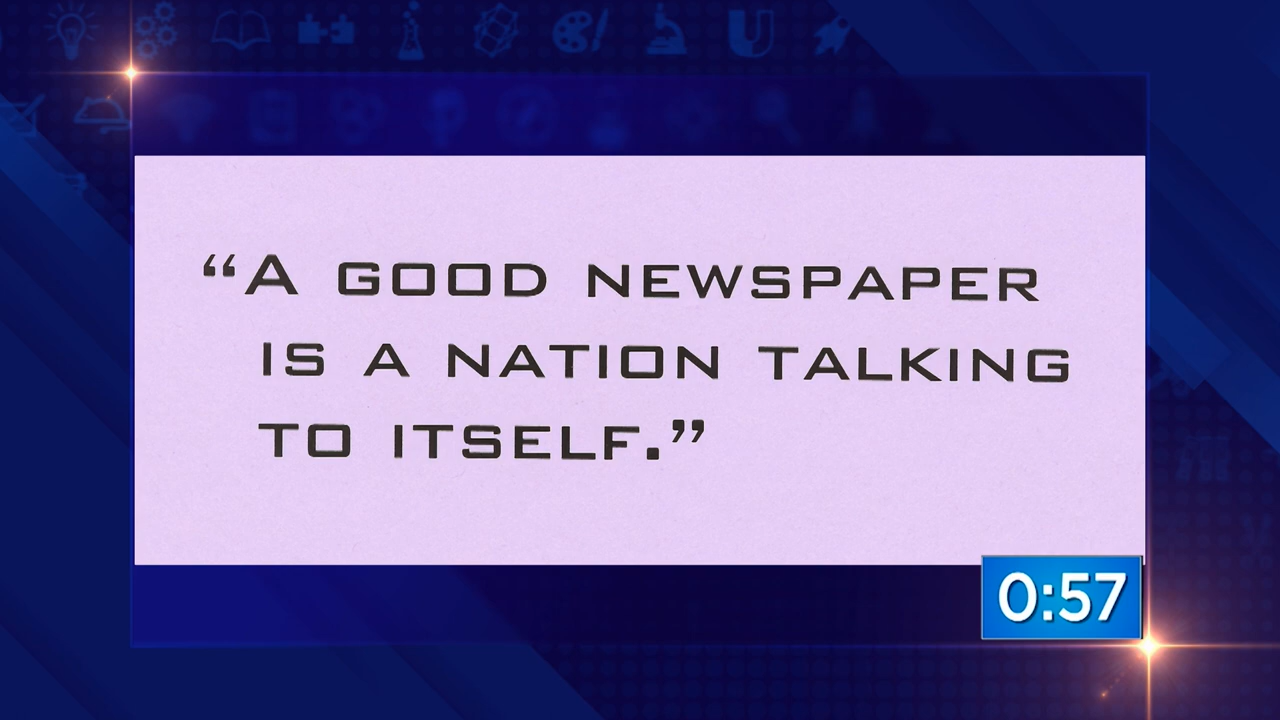 “A GOOD NEWSPAPER
IS A NATION TALKING
TO ITSELF.”
0:57